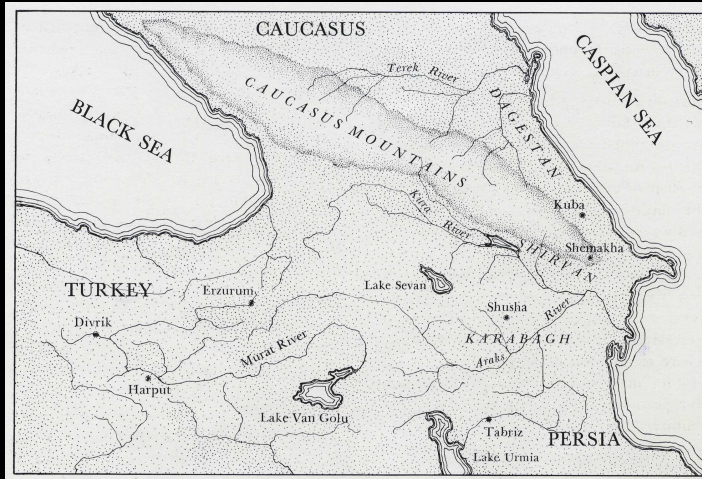 CAUCASUS
CASPIAN SEA
BLACK SEA
Terek River
CAUCASUS MOUNTAINS
DAGESTAN
Kuba
Kura River
Shemakha
SHIRVAN
TURKEY
Erzurum
Lake Sevan
Divrik
Shusha
KARABAGH
Araks River
Murat River
Harput
Lake Van Golu
Tabriz
PERSIA
Lake Urmia